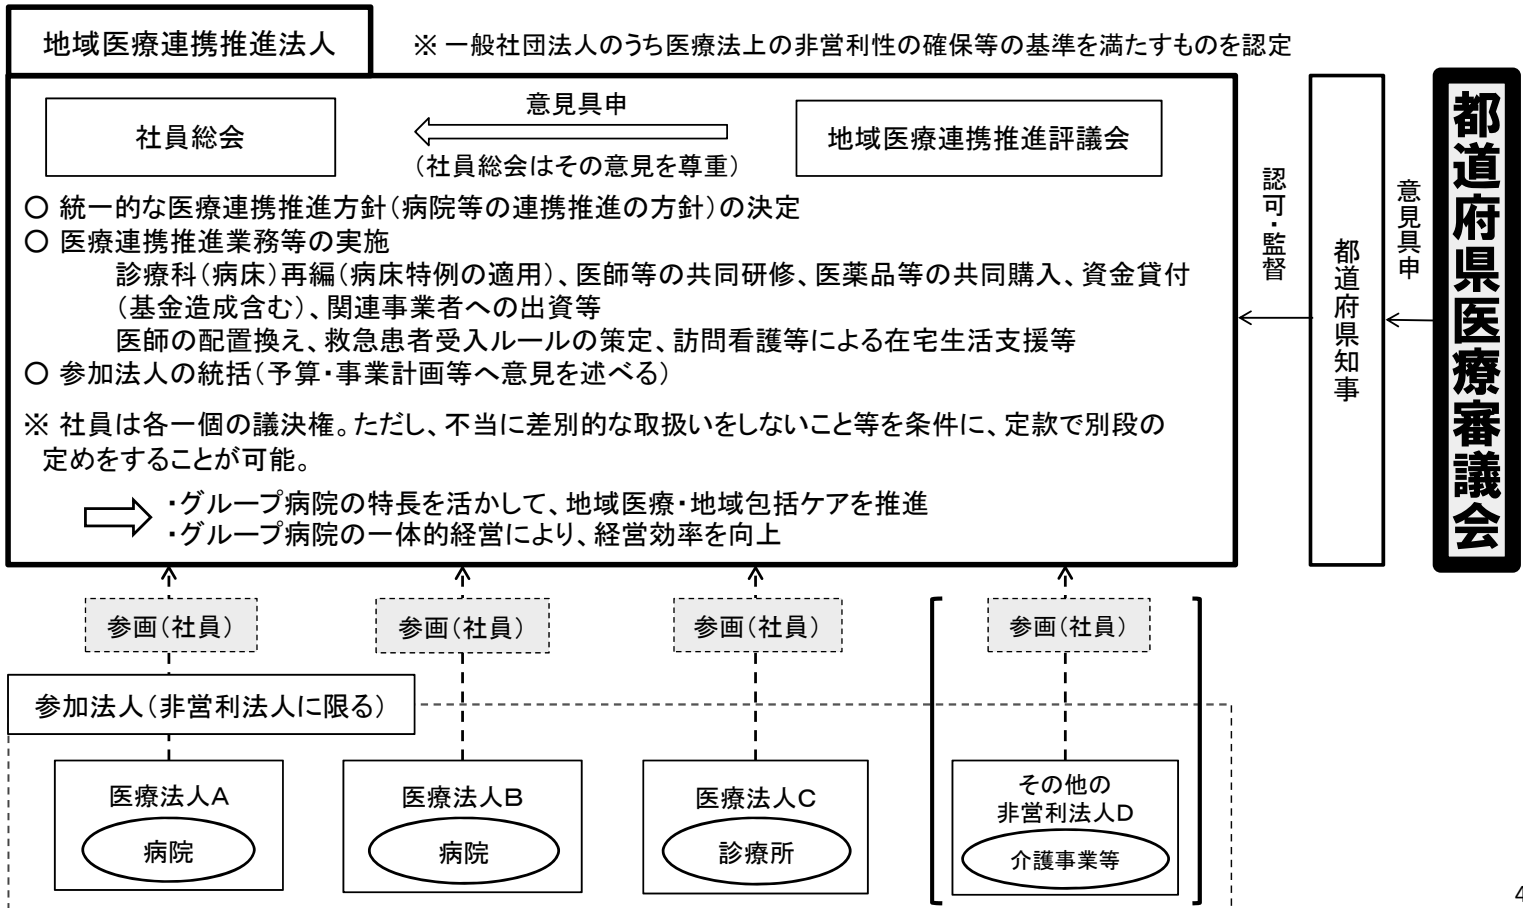 地域医療連携推進法人
※ 一般社団法人のうち医療法上の非営利性の確保等の基準を満たすものを認定
社員総会
意見具申
(社員総会はその意見を尊重)
地域医療連携推進評議会
○ 統一的な医療連携推進方針(病院等の連携推進の方針)の決定
○ 医療連携推進業務等の実施
診療科(病床)再編(病床特例の適用)、医師等の共同研修、医薬品等の共同購入、資金貸付
(基金造成含む)、関連事業者への出資等
医師の配置換え、救急患者受入ルールの策定、訪問看護等による在宅生活支援等
○ 参加法人の統括(予算・事業計画等へ意見を述べる)
※ 社員は各一個の議決権。ただし、不当に差別的な取扱いをしないこと等を条件に、定款で別段の
定めをすることが可能。
・グループ病院の特長を活かして、地域医療・地域包括ケアを推進
・グループ病院の一体的経営により、経営効率を向上
認可・監督
都道府県知事
意見具申
都道府県医療審議会
参画(社員)
参画(社員)
参画(社員)
参画(社員)
参加法人(非営利法人に限る)
医療法人A
病院
医療法人B
病院
医療法人C
診療所
その他の
非営利法人D
介護事業等
4